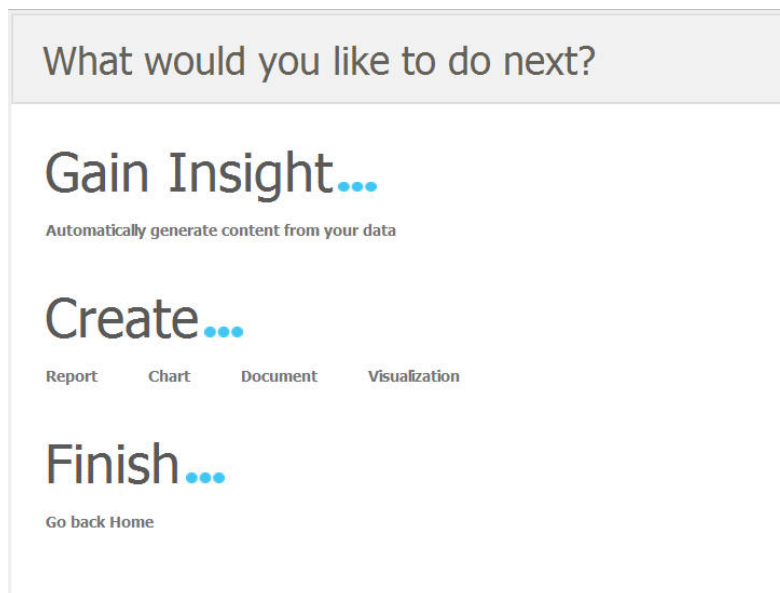 What would you like to do next?
Gain Insight...
Automatically generate content from your data
Create...
Report Chart Document Visualization
Finish...
Go back Home